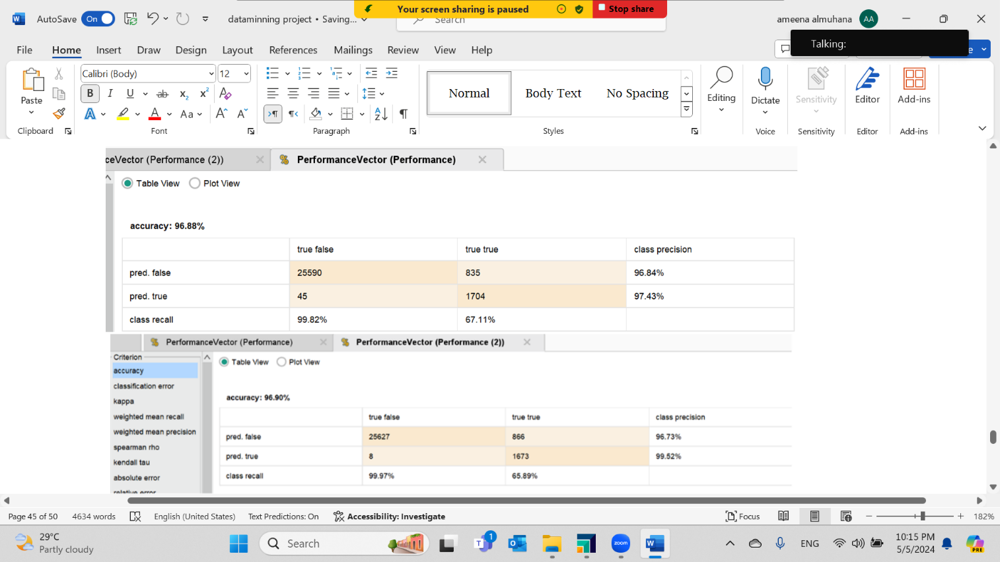 Your screen sharing is paused
Stop share
AutoSave On
dataminning project • Saving...
Search
ameena almuhana AA
Talking:
File Home Insert Draw Design Layout References Mailings Review View Help
Paste
Clipboard
Calibri (Body) 12
Font
Paragraph
Normal Body Text No Spacing
Styles
Editing
Dictate
Voice
Sensitivity
Sensitivity
Editor
Editor
Add-ins
Add-ins
ceVector (Performance (2)) PerformanceVector (Performance)
Table View Plot View
accuracy: 96.88%
true false true true class precision
pred. false 25590 835 96.84%
pred. true 45 1704 97.43%
class recall 99.82% 67.11%
PerformanceVector (Performance) PerformanceVector (Performance (2))
Criterion
accuracy
classification error
kappa
weighted mean recall
weighted mean precision
spearman rho
kendall tau
absolute error
relative error
Table View Plot View
accuracy: 96.90%
true false true true class precision
pred. false 25627 866 96.73%
pred. true 8 1673 99.52%
class recall 99.97% 65.89%
Page 45 of 50 4634 words English (United States) Text Predictions: On Accessibility: Investigate Focus 182%
29°C
Partly cloudy
Search
1
zoom
ENG
10:15 PM
5/5/2024
PRE